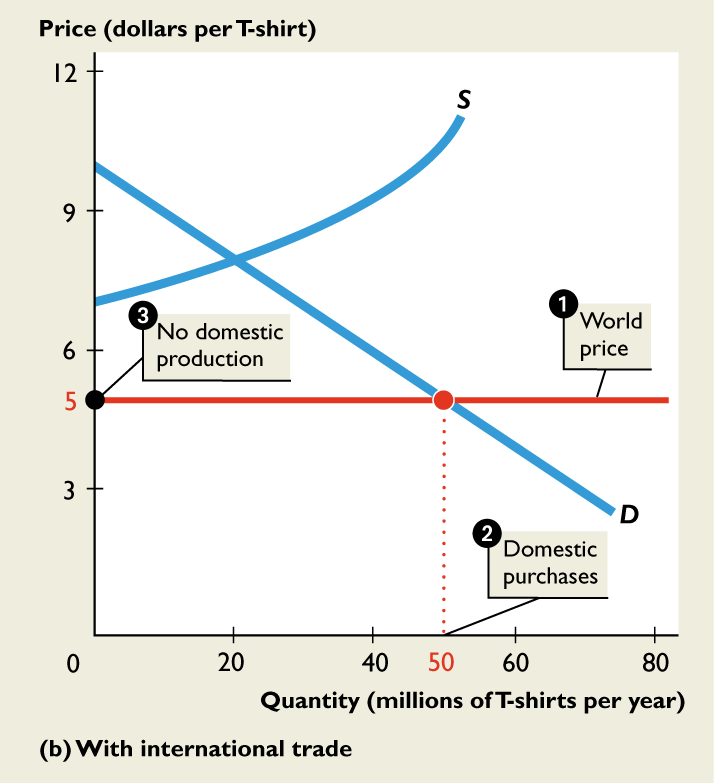 Price (dollars per T-shirt)
12
S
9
1
3
World
No domestic
price
production
6
5
3
D
2
Domestic
purchases
0
20
40
50
60
80
Quantity (millions of T-shirts per year)
(b) With international trade